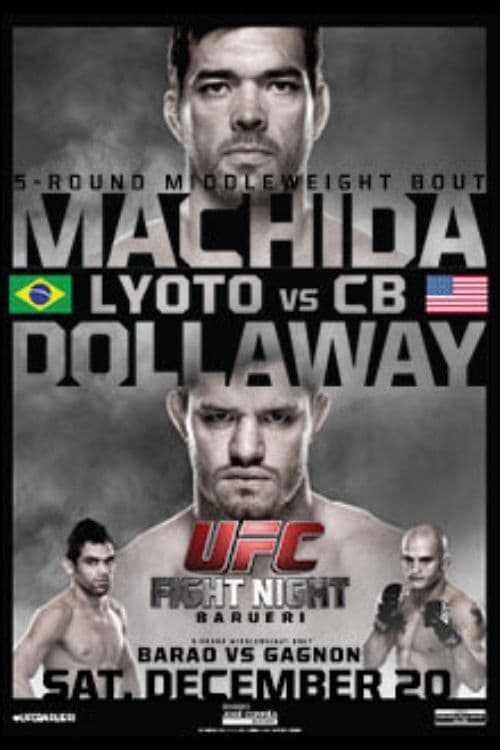 5-ROUND MIDDLEWEIGHT BOUT
MACHIDA
LYOTO VS CB
DOLLAWAY
UFC
FIGHT NIGHT
BARUERI
BARAO VS GAGNON
SAT. DECEMBER 20
#UFCBARUERI